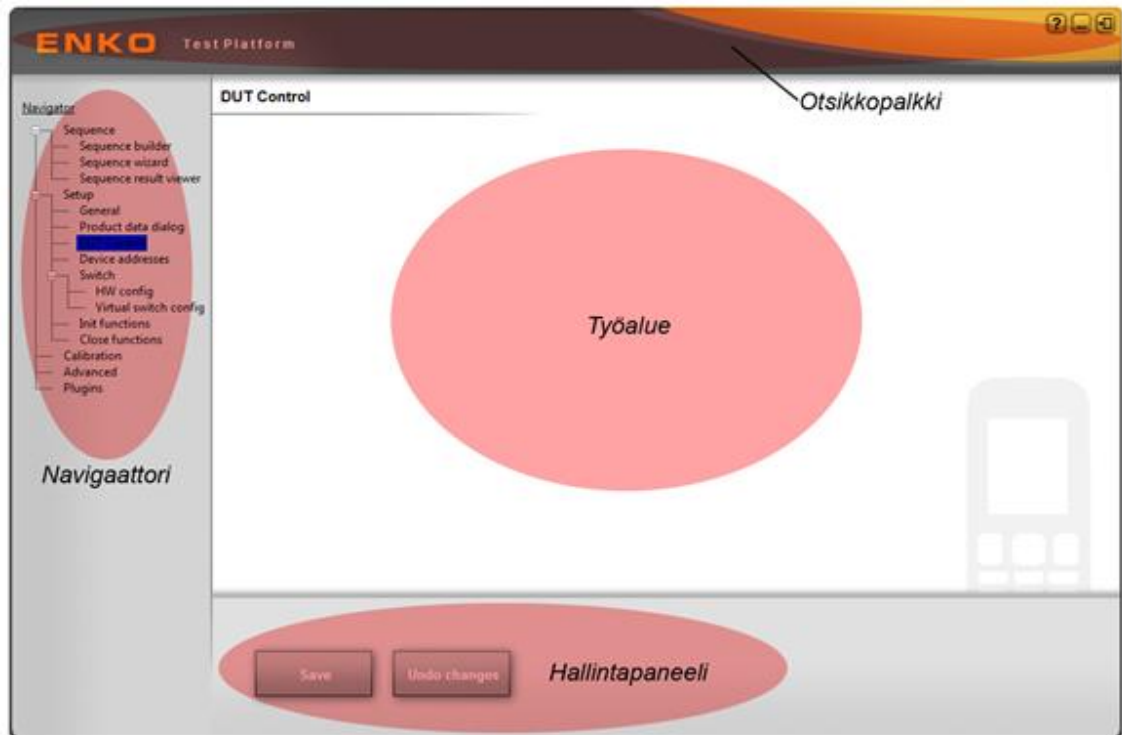 ENKO Test Platform
?
Otsikkopalkki
DUT Control
Navigator
Sequence
Sequence builder
Sequence wizard
Sequence result viewer
Setup
General
Product data dialog
DUT Control
Device addresses
Switch
HW config
Virtual switch config
Init functions
Close functions
Calibration
Advanced
Plugins
Navigaattori
Työalue
Save
Undo changes
Hallintapaneeli